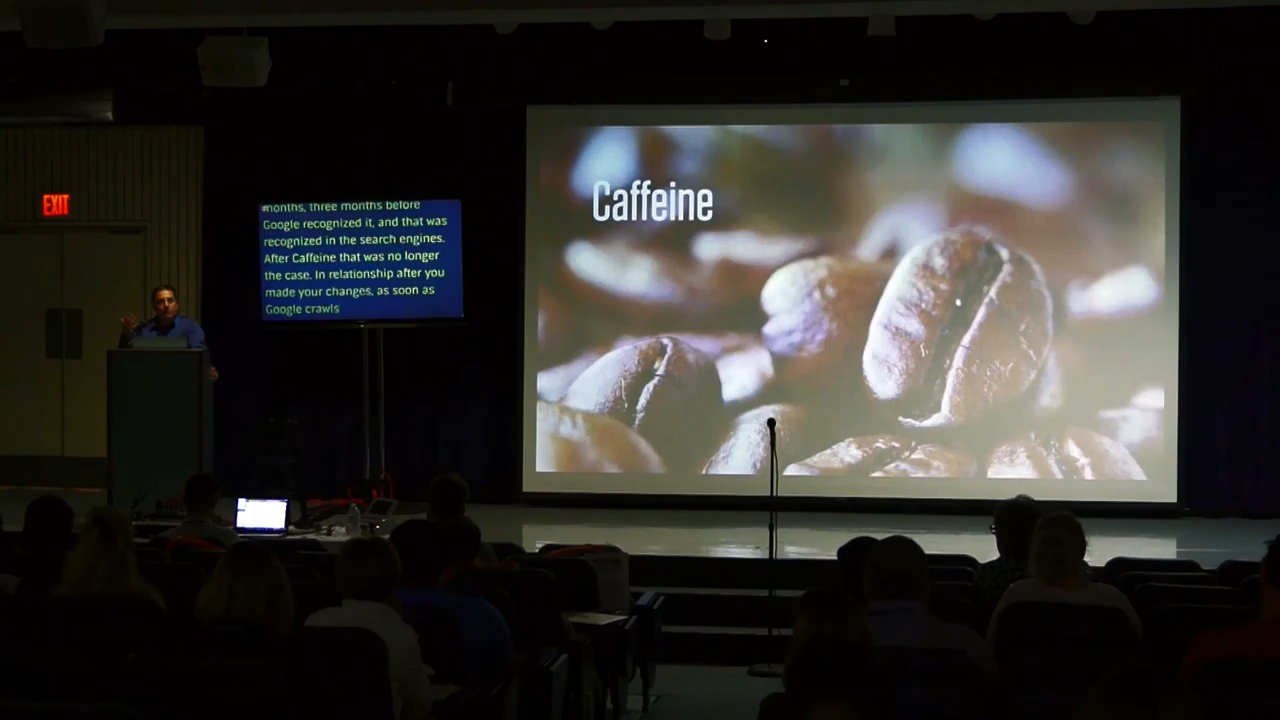 EXIT
months, three months before
Google recognized it, and that was
recognized in the search engines.
After Caffeine that was no longer
the case. In relationship after you
made your changes, as soon as
Google crawls
Caffeine